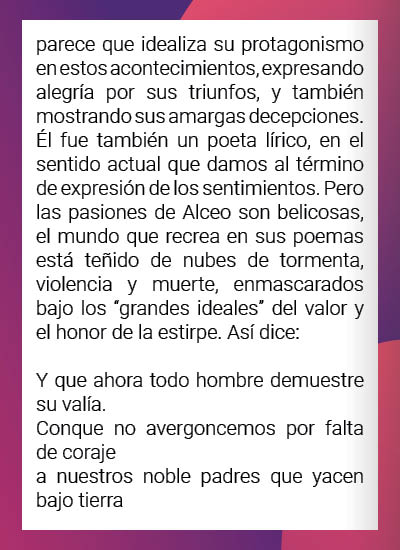 parece que idealiza su protagonismo
en estos acontecimientos, expresando
alegría por sus triunfos, y también
mostrando sus amargas decepciones.
Él fue también un poeta lírico, en el
sentido actual que damos al término
de expresión de los sentimientos. Pero
las pasiones de Alceo son belicosas,
el mundo que recrea en sus poemas
está teñido de nubes de tormenta,
violencia y muerte, enmascarados
bajo los “grandes ideales” del valor y
el honor de la estirpe. Así dice:

Y que ahora todo hombre demuestre
su valía.
Conque no avergoncemos por falta
de coraje
a nuestros noble padres que yacen
bajo tierra